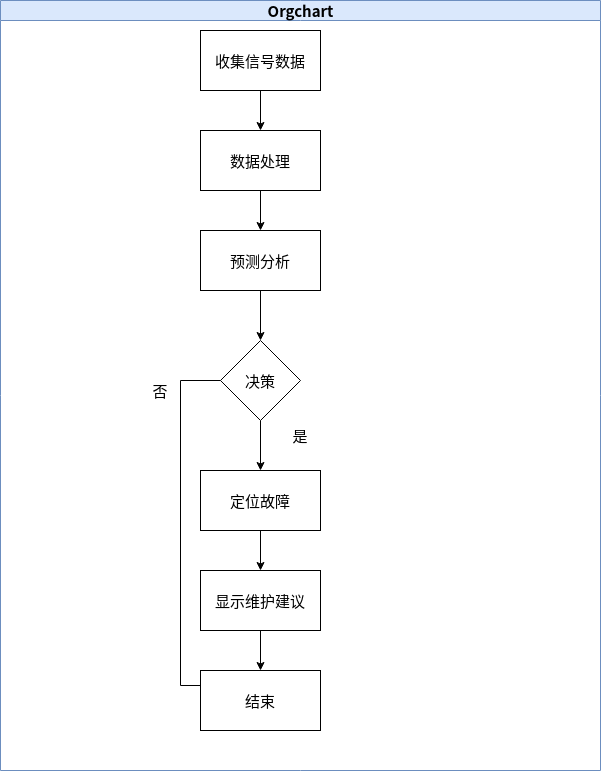 Orgchart
收集信号数据
数据处理
预测分析
决策
否
是
定位故障
显示维护建议
结束